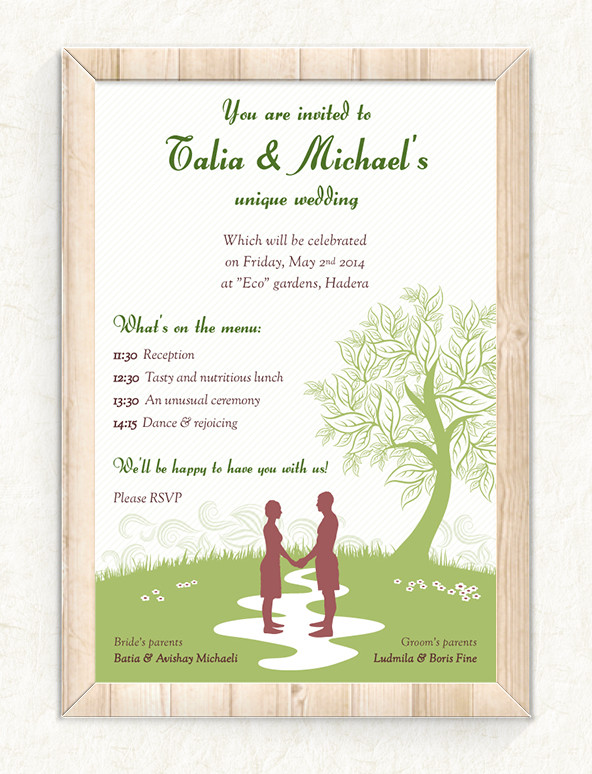 You are invited to
Talia & Michael's
unique wedding
Which will be celebrated
on Friday, May 2nd 2014
at "Eco" gardens, Hadera
What's on the menu:
11:30 Reception
12:30 Tasty and nutritious lunch
13:30 An unusual ceremony
14:15 Dance & rejoicing
We'll be happy to have you with us!
Please RSVP
Bride's parents
Batia & Avishay Michaeli
Groom's parents
Ludmila & Boris Fine